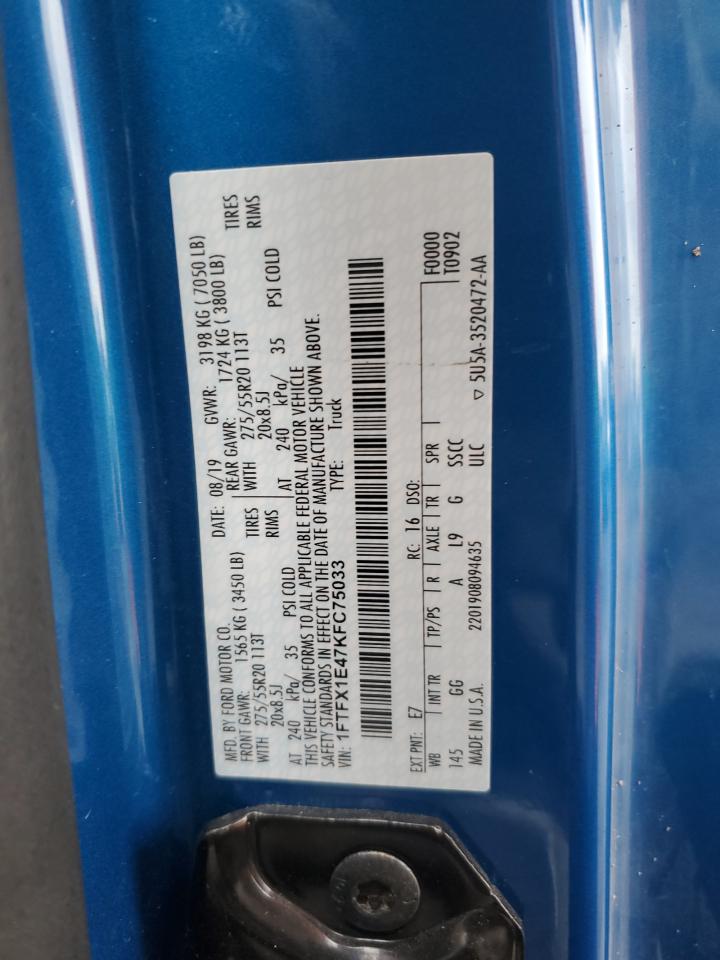 MFD. BY FORD MOTOR CO. DATE: 08/19 GVWR: 3198 KG ( 7050 LB)
FRONT GAWR: 1565 KG ( 3450 LB) REAR GAWR: 1724 KG ( 3800 LB)
WITH 275/55R20 113T TIRES WITH 275/55R20 113T TIRES
20x8.5J RIMS 20x8.5J RIMS
AT 240 kPa/ 35 PSI COLD AT 240 kPa/ 35 PSI COLD
THIS VEHICLE CONFORMS TO ALL APPLICABLE FEDERAL MOTOR VEHICLE
SAFETY STANDARDS IN EFFECT ON THE DATE OF MANUFACTURE SHOWN ABOVE.
VIN: 1FTFX1E47KFC75033 TYPE: Truck
EXT PNT: E7 RC: 16 DSO: F0000
WB INT TR TP/PS R AXLE TR SPR T0902
145 GG A L9 G SSCC
MADE IN U.S.A. 2201908094635 ULC ▽ 5U5A-3520472-AA